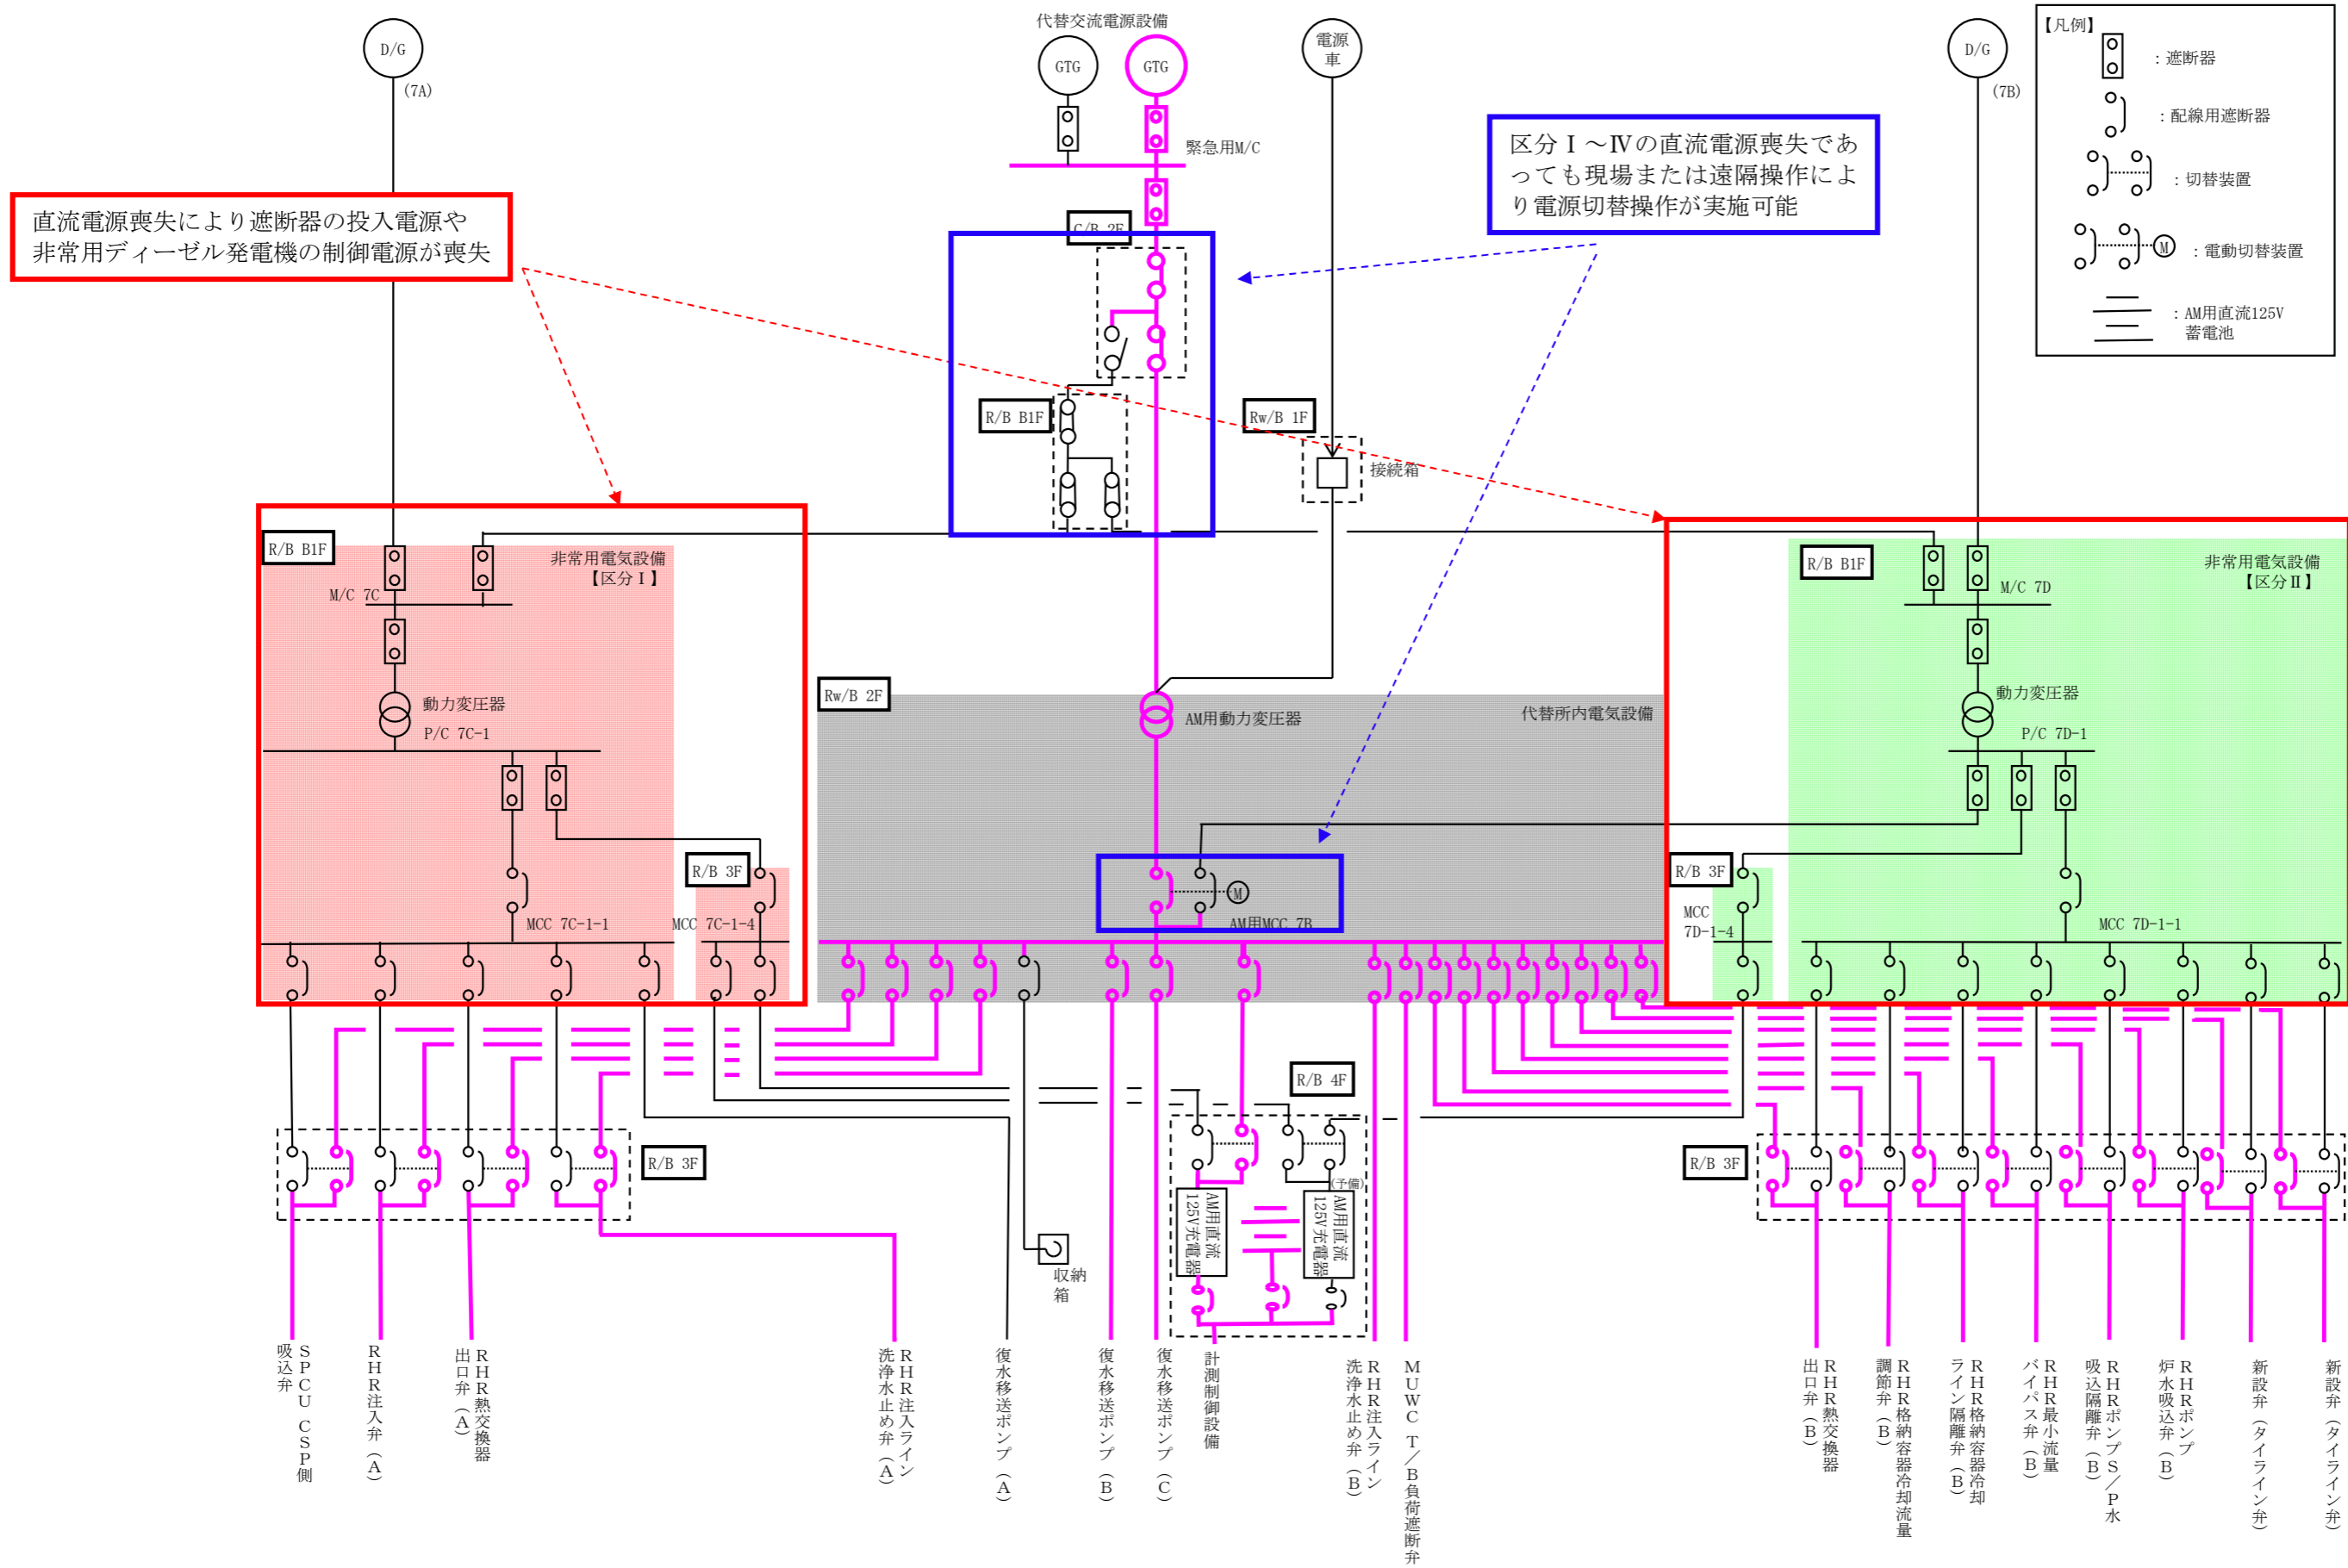 代替交流電源設備
D/G
(7A)
GTG
GTG
電源
車
D/G
(7B)
緊急用M/C
【凡例】
：遮断器
：配線用遮断器
：切替装置
M
：電動切替装置
：AM用直流125V
蓄電池
直流電源喪失により遮断器の投入電源や
非常用ディーゼル発電機の制御電源が喪失
区分Ⅰ～Ⅳの直流電源喪失であ
っても現場または遠隔操作によ
り電源切替操作が実施可能
C/B 2F
R/B B1F
Rw/B 1F
接続箱
R/B B1F
非常用電気設備
【区分Ⅰ】
M/C 7C
動力変圧器
P/C 7C-1
R/B 3F
MCC 7C-1-1
MCC 7C-1-4
Rw/B 2F
AM用動力変圧器
代替所内電気設備
M
AM用MCC 7B
R/B B1F
非常用電気設備
【区分Ⅱ】
M/C 7D
動力変圧器
P/C 7D-1
R/B 3F
MCC
7D-1-4
MCC 7D-1-1
R/B 3F
R/B 4F
(予備)
AM用直流
125V充電器
AM用直流
125V充電器
R/B 3F
収納
箱
SPCU CSP側
吸込弁
RHR注入弁（A）
RHR熱交換器
出口弁（A）
RHR注入ライン
洗浄水止め弁（A）
復水移送ポンプ（A）
復水移送ポンプ（B）
復水移送ポンプ（C）
計測制御設備
RHR注入ライン
洗浄水止め弁（B）
MUWC T／B負荷遮断弁
RHR熱交換器
出口弁（B）
RHR格納容器冷却流量
調節弁（B）
RHR格納容器冷却
ライン隔離弁（B）
RHR最小流量
バイパス弁（B）
RHRポンプS／P水
吸込隔離弁（B）
RHRポンプ
炉水吸込弁（B）
新設弁（タイライン弁）
新設弁（タイライン弁）